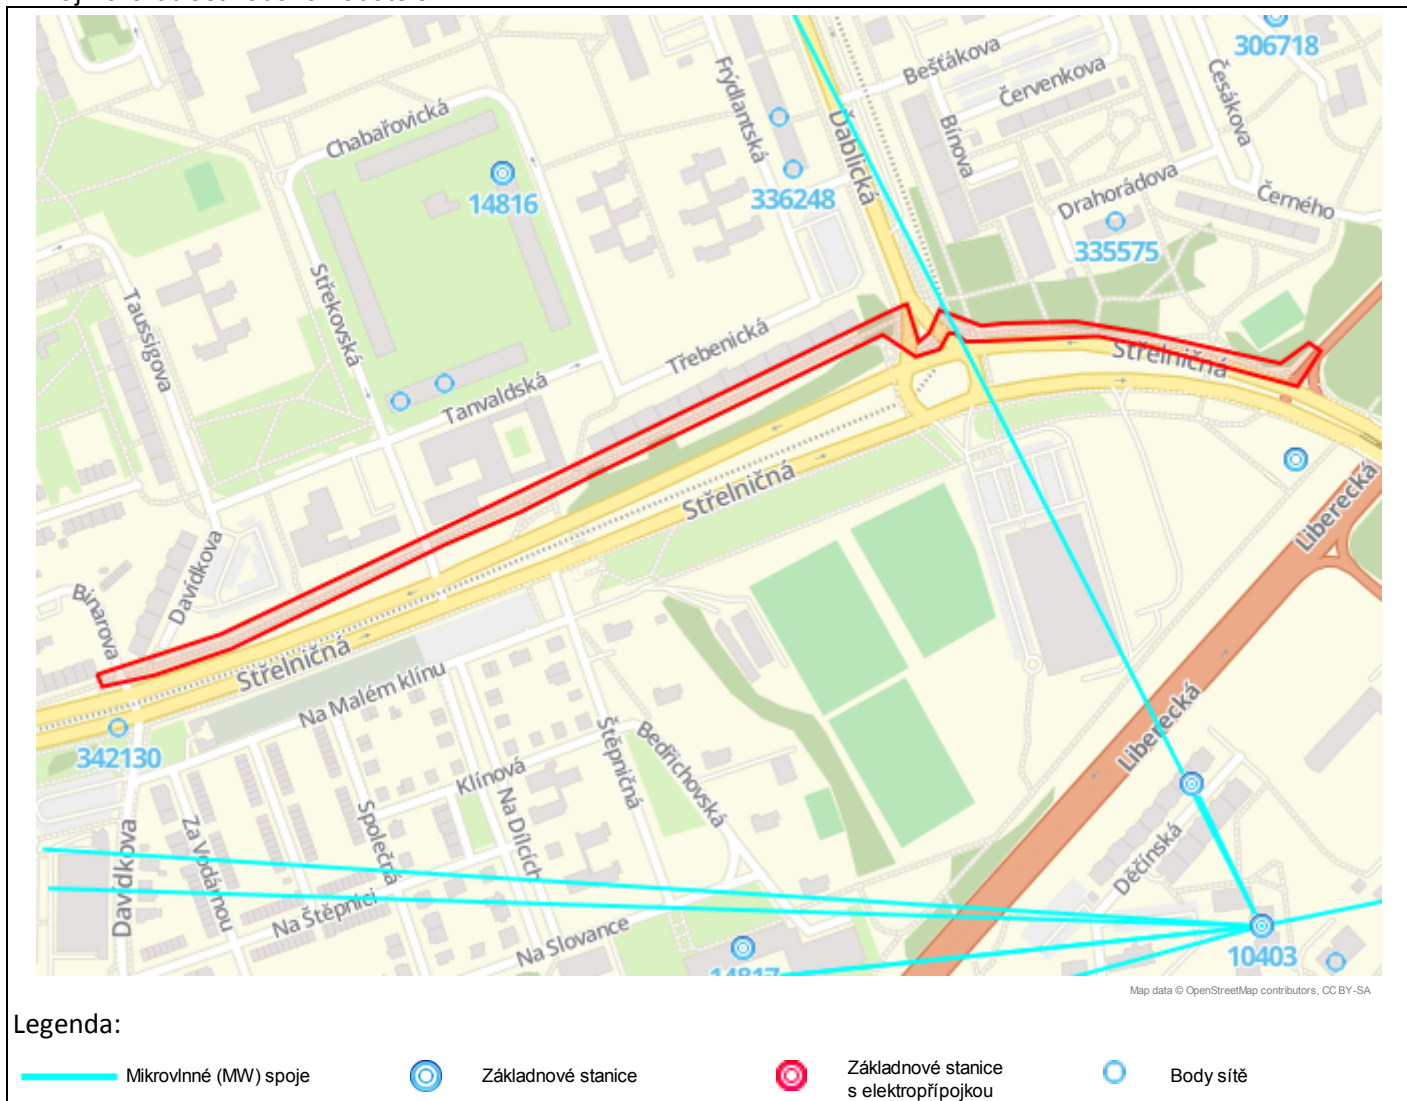 306718
Bešťákova
Červenkova
Česákova
Frýdlantská
Ďáblická
Bínova
Chabařovická
14816
336248
Drahorádova
Černého
335575
Střekovská
Taussigova
Třebenická
Střelničná
Tanvaldská
Střelničná
Liberecká
Davídkova
Binarova
Střelničná
Na Malém klínu
342130
Štěpničná
Bedřichovská
Liberecká
Klínová
Společná
Na Dílcích
Za Vodárnou
Davídkova
Děčínská
Na Štěpnici
Na Slovance
14817
10403
Map data © OpenStreetMap contributors, CC BY-SA
Legenda:
Mikrovlnné (MW) spoje
Základnové stanice
Základnové stanice
s elektropřípojkou
Body sítě